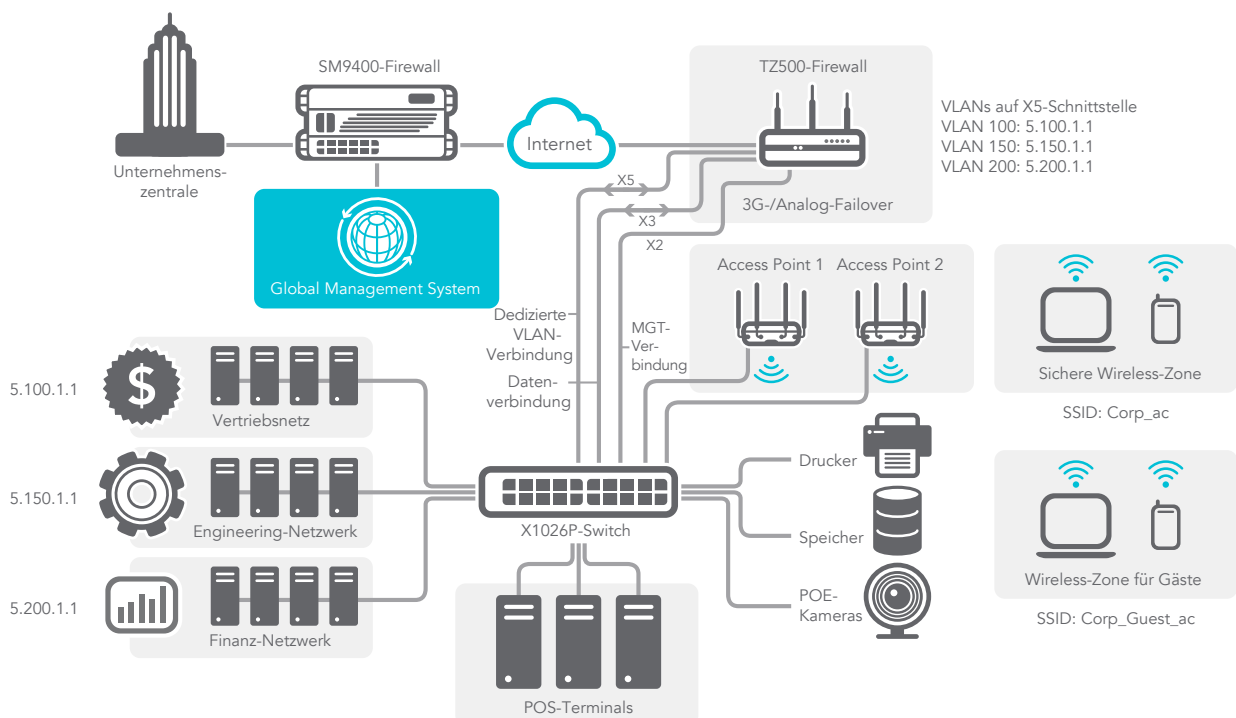 SM9400-Firewall
TZ500-Firewall
Internet
Unternehmens-
zentrale
Global Management System
3G-/Analog-Failover
VLANs auf X5-Schnittstelle
VLAN 100: 5.100.1.1
VLAN 150: 5.150.1.1
VLAN 200: 5.200.1.1
X5
X3
X2
Dedizierte
VLAN-
Verbindung
Daten-
verbindung
MGT-
Ver-
bindung
Access Point 1
Access Point 2
Sichere Wireless-Zone
SSID: Corp_ac
Wireless-Zone für Gäste
SSID: Corp_Guest_ac
5.100.1.1
$
Vertriebsnetz
5.150.1.1
Engineering-Netzwerk
5.200.1.1
Finanz-Netzwerk
X1026P-Switch
Drucker
Speicher
POE-
Kameras
POS-Terminals